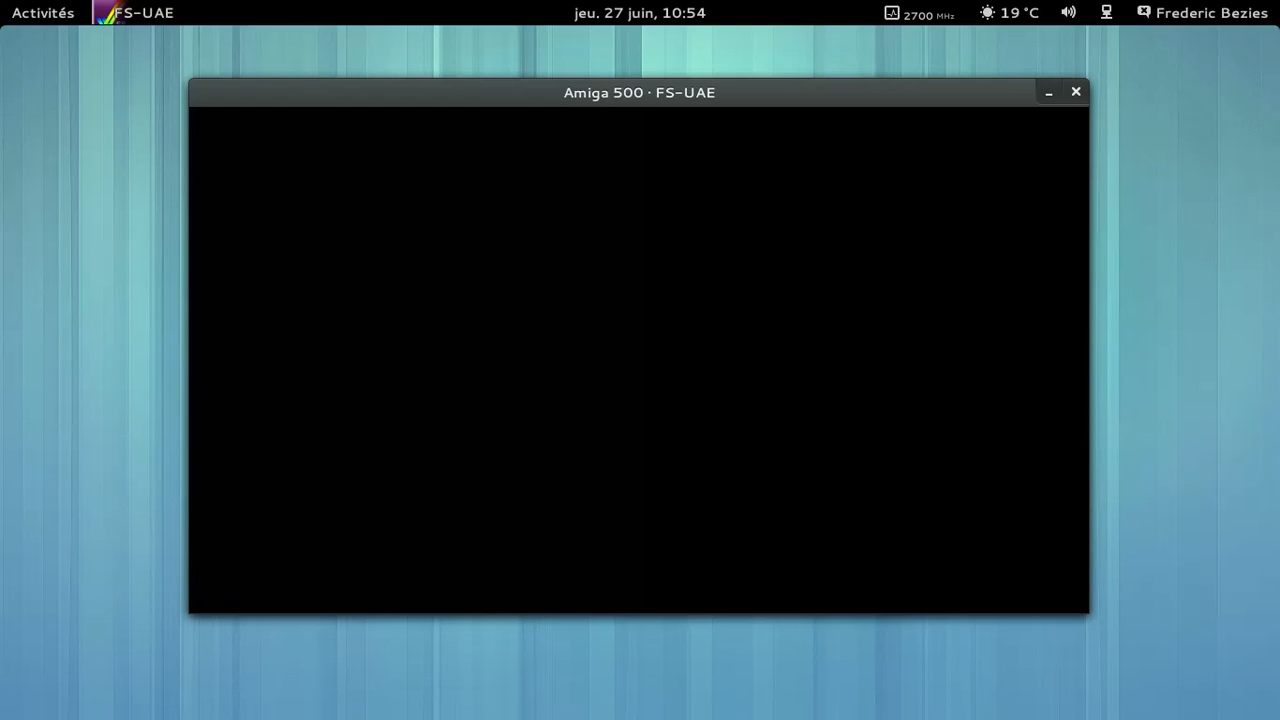 Activités FS-UAE jeu. 27 juin, 10:54 2700 MHz 19 °C Frederic Bezies
Amiga 500 · FS-UAE